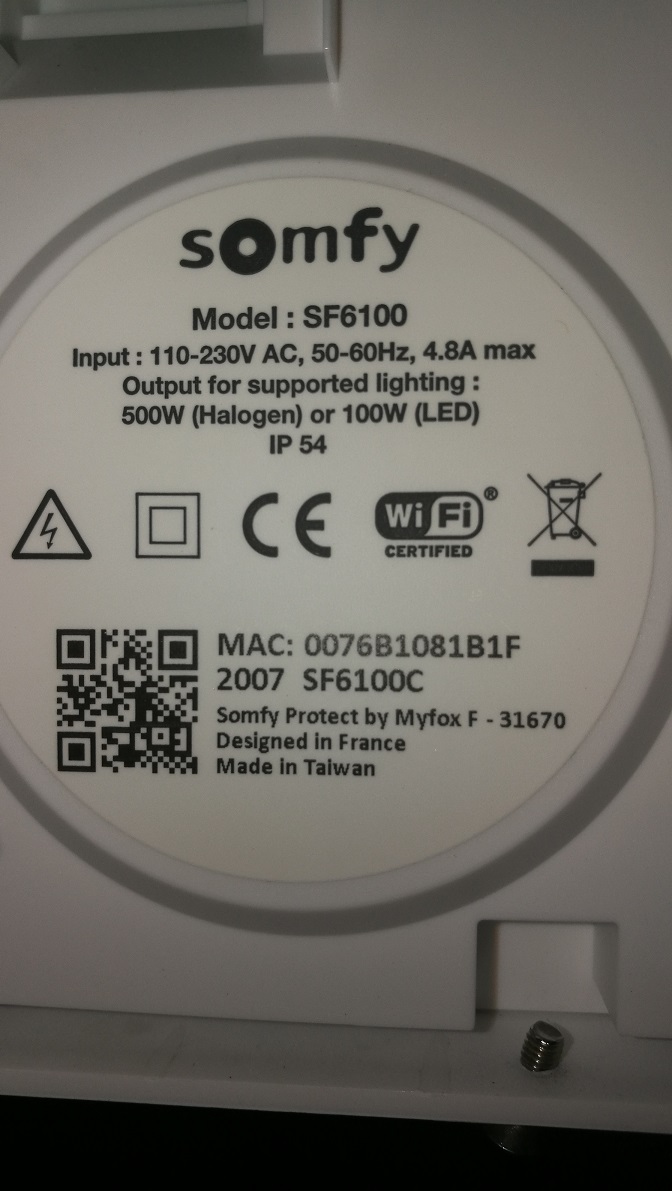 somfy
Model : SF6100
Input : 110-230V AC, 50-60Hz, 4.8A max
Output for supported lighting :
500W (Halogen) or 100W (LED)
IP 54
CE WiFi®
CERTIFIED
MAC: 0076B1081B1F
2007 SF6100C
Somfy Protect by Myfox F - 31670
Designed in France
Made in Taiwan